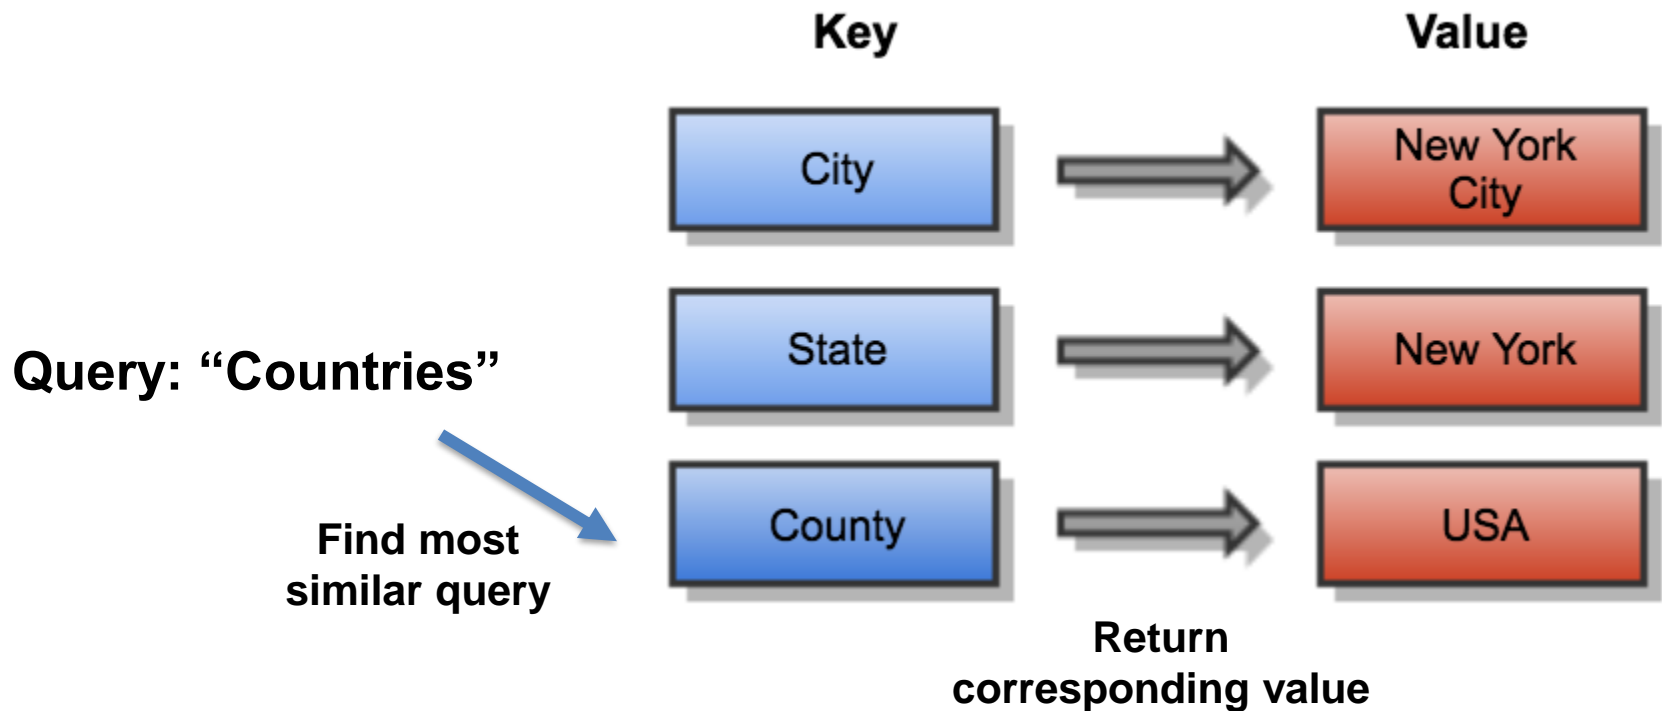 Key
Value
City
New York
City
State
New York
Query: “Countries”
County
USA
Find most
similar query
Return
corresponding value